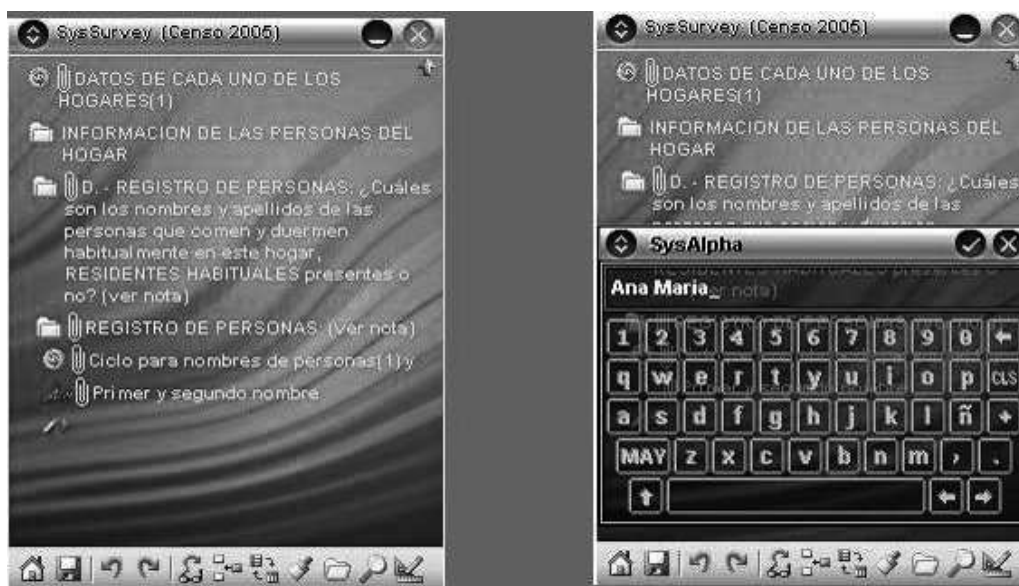 SysSurvey (Censo 2005)
DATOS DE CADA UNO DE LOS
HOGARES(1)
INFORMACION DE LAS PERSONAS DEL
HOGAR
D. - REGISTRO DE PERSONAS: ¿Cuáles
son los nombres y apellidos de las
personas que comen y duermen
habitualmente en este hogar,
RESIDENTES HABITUALES presentes o
no? (ver nota)
REGISTRO DE PERSONAS: (Ver nota)
Ciclo para nombres de personas(1) y
Primer y segundo nombre
SysSurvey (Censo 2005)
DATOS DE CADA UNO DE LOS
HOGARES(1)
INFORMACION DE LAS PERSONAS DEL
HOGAR
D. - REGISTRO DE PERSONAS: ¿Cuáles
son los nombres y apellidos de las
SysAlpha
RESIDENTES HABITUALES
Ana Maria_
er nota)
1 2 3 4 5 6 7 8 9 0
q w e r t y u i o p CLS
a s d f g h j k l ñ +
MAY z x c v b n m , .